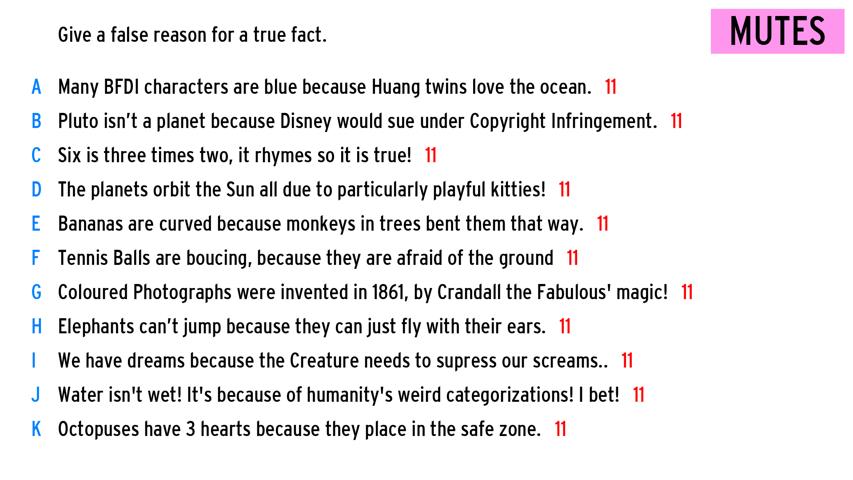 Give a false reason for a true fact.
MUTES
A Many BFDI characters are blue because Huang twins love the ocean. 11
B Pluto isn't a planet because Disney would sue under Copyright Infringement. 11
C Six is three times two, it rhymes so it is true! 11
D The planets orbit the Sun all due to particularly playful kitties! 11
E Bananas are curved because monkeys in trees bent them that way. 11
F Tennis Balls are boucing, because they are afraid of the ground 11
G Coloured Photographs were invented in 1861, by Crandall the Fabulous' magic! 11
H Elephants can't jump because they can just fly with their ears. 11
I We have dreams because the Creature needs to supress our screams.. 11
J Water isn't wet! It's because of humanity's weird categorizations! I bet! 11
K Octopuses have 3 hearts because they place in the safe zone. 11